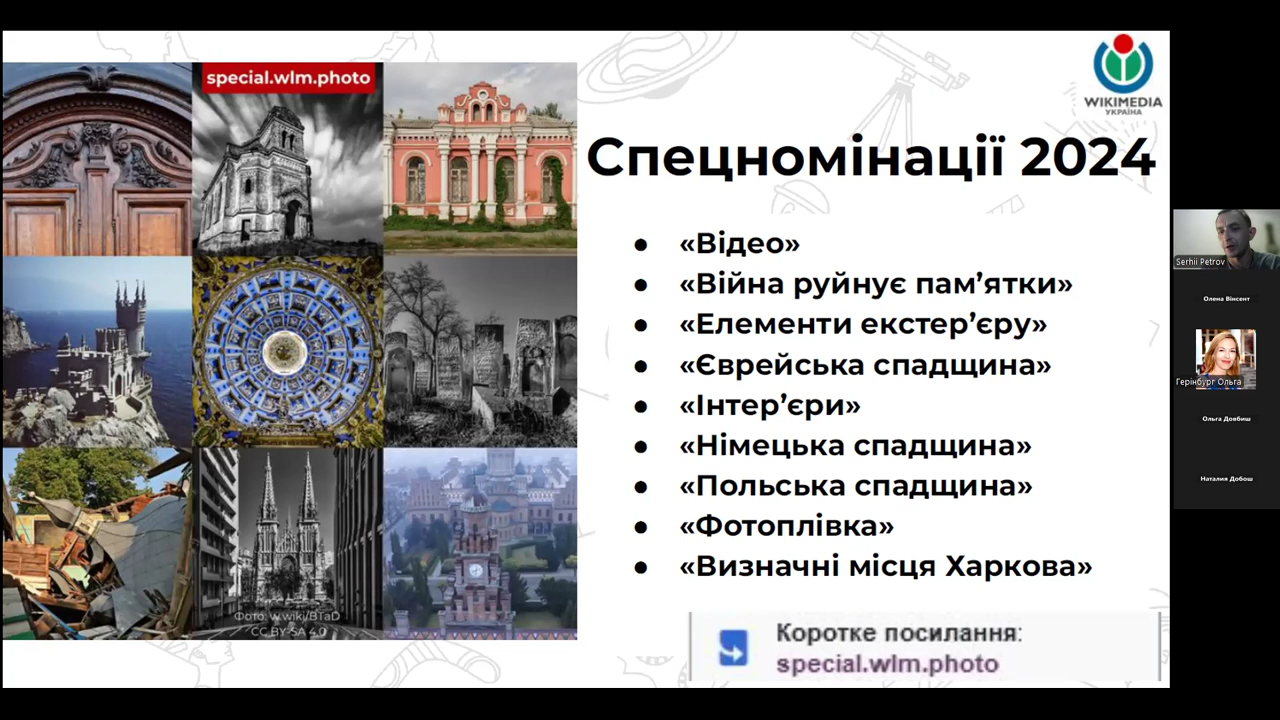 special.wlm.photo
WIKIMEDIA
УКРАЇНА
Спецномінації 2024
● «Відео»
● «Війна руйнує пам’ятки»
● «Елементи екстер’єру»
● «Єврейська спадщина»
● «Інтер’єри»
● «Німецька спадщина»
● «Польська спадщина»
● «Фотоплівка»
● «Визначні місця Харкова»
Фото: w.wiki/BTaD
CC BY-SA 4.0
Коротке посилання:
special.wlm.photo
Serhii Petrov
Олена Вінсент
Герінбург Ольга
Ольга Довбиш
Наталия Добош